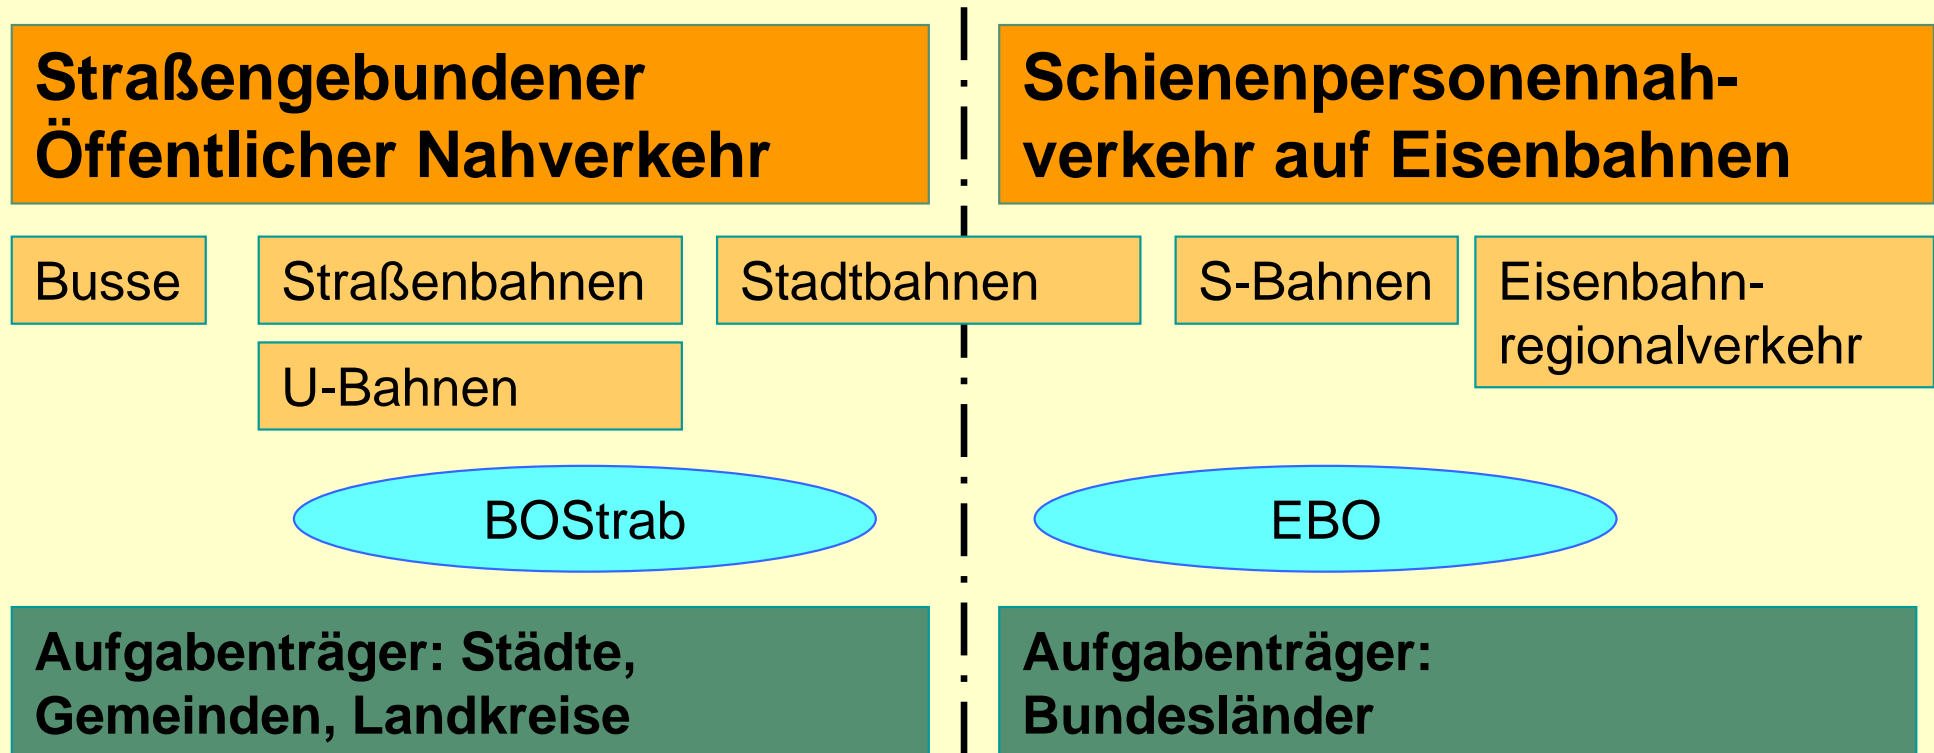 Straßengebundener
Öffentlicher Nahverkehr
Schienenpersonennah-
verkehr auf Eisenbahnen
Busse
Straßenbahnen
Stadtbahnen
S-Bahnen
Eisenbahn-
regionalverkehr
U-Bahnen
BOStrab
EBO
Aufgabenträger: Städte,
Gemeinden, Landkreise
Aufgabenträger:
Bundesländer